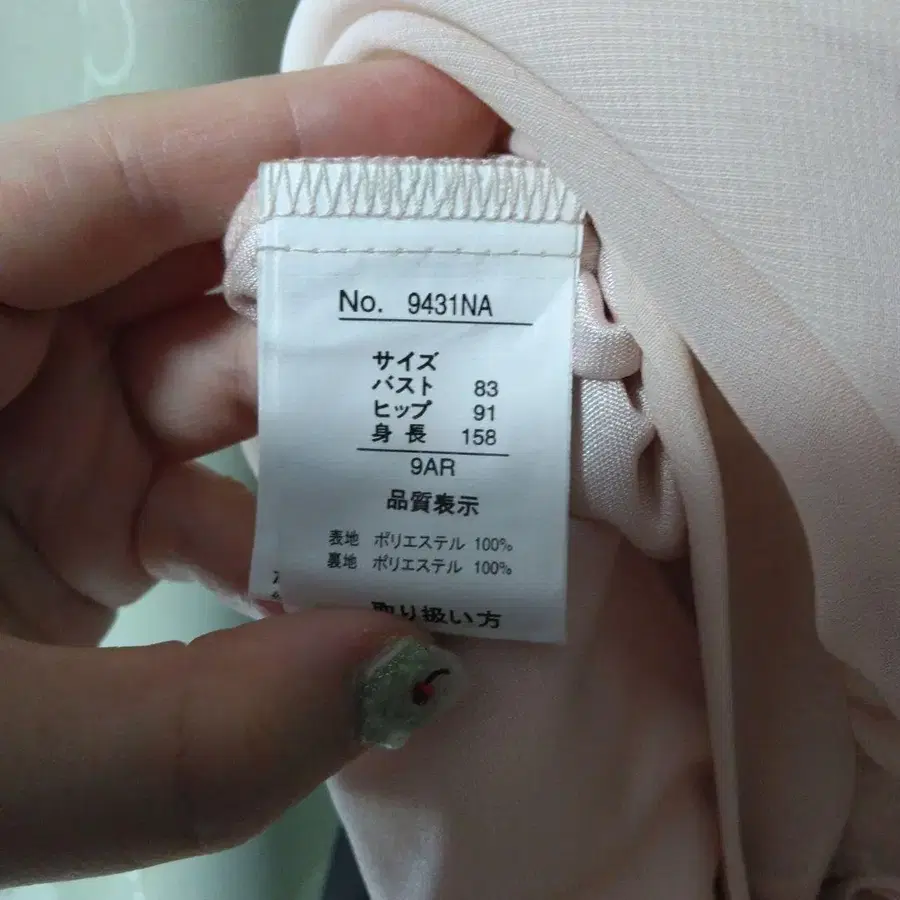 No. 9431NA
サイズ
バスト 83
ヒップ 91
身長 158
9AR
品質表示
表地 ポリエステル 100%
裏地 ポリエステル 100%
取り扱い方